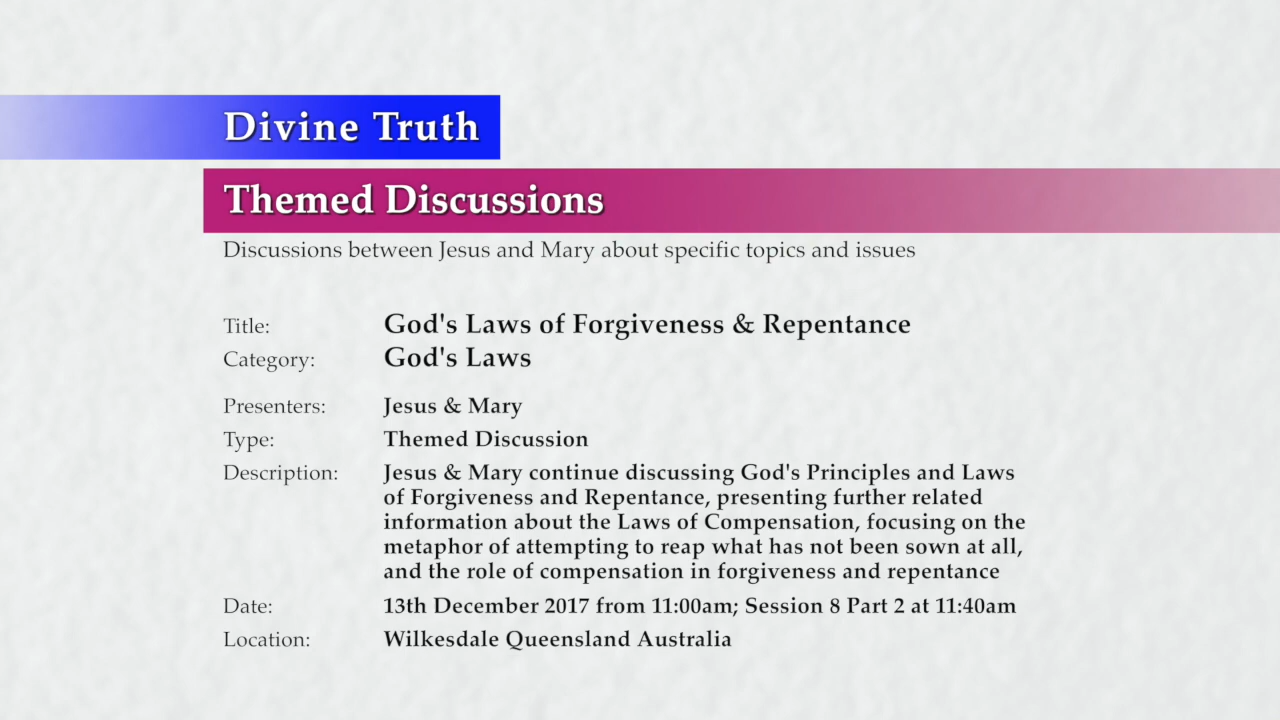 Divine Truth
Themed Discussions
Discussions between Jesus and Mary about specific topics and issues
Title: God's Laws of Forgiveness & Repentance
Category: God's Laws
Presenters: Jesus & Mary
Type: Themed Discussion
Description: Jesus & Mary continue discussing God's Principles and Laws
of Forgiveness and Repentance, presenting further related
information about the Laws of Compensation, focusing on the
metaphor of attempting to reap what has not been sown at all,
and the role of compensation in forgiveness and repentance
Date: 13th December 2017 from 11:00am; Session 8 Part 2 at 11:40am
Location: Wilkesdale Queensland Australia